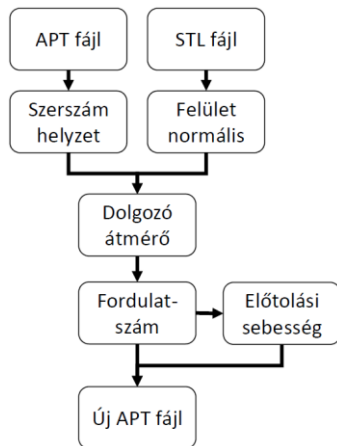 APT fájl
STL fájl
Szerszám
helyzet
Felület
normális
Dolgozó
átmérő
Fordulat-
szám
Előtolási
sebesség
Új APT fájl